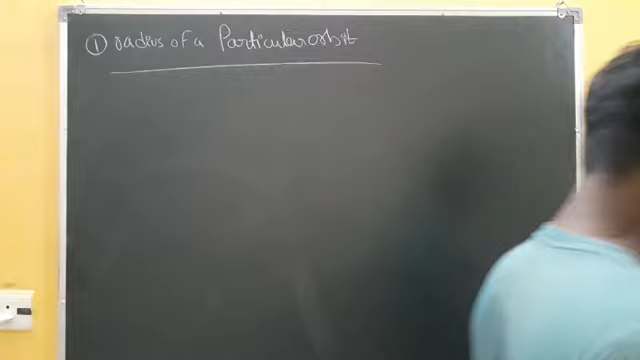 ① radius of a Particular orbit